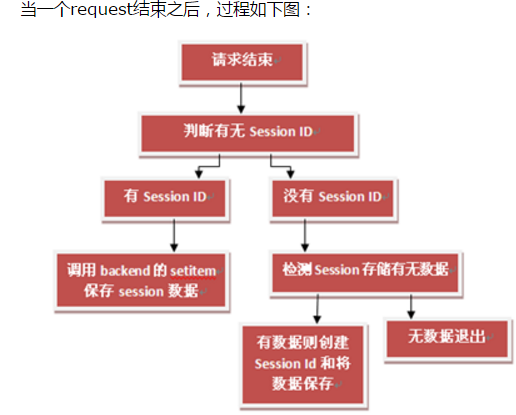 当一个request结束之后，过程如下图：
请求结束
判断有无 Session ID
有 Session ID
没有 Session ID
调用 backend 的 setitem
保存 session 数据
检测 Session 存储有无数据
有数据则创建
Session Id 和将
数据保存
无数据退出